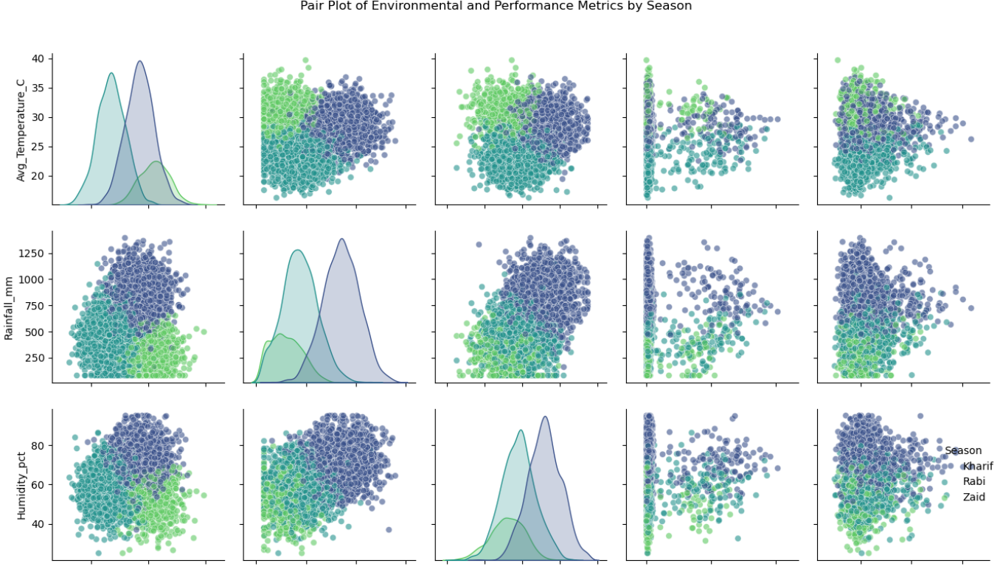 Pair Plot of Environmental and Performance Metrics by Season
Avg_Temperature_C
40
35
30
25
20
Rainfall_mm
1250
1000
750
500
250
Humidity_pct
80
60
40
Season
Kharif
Rabi
Zaid